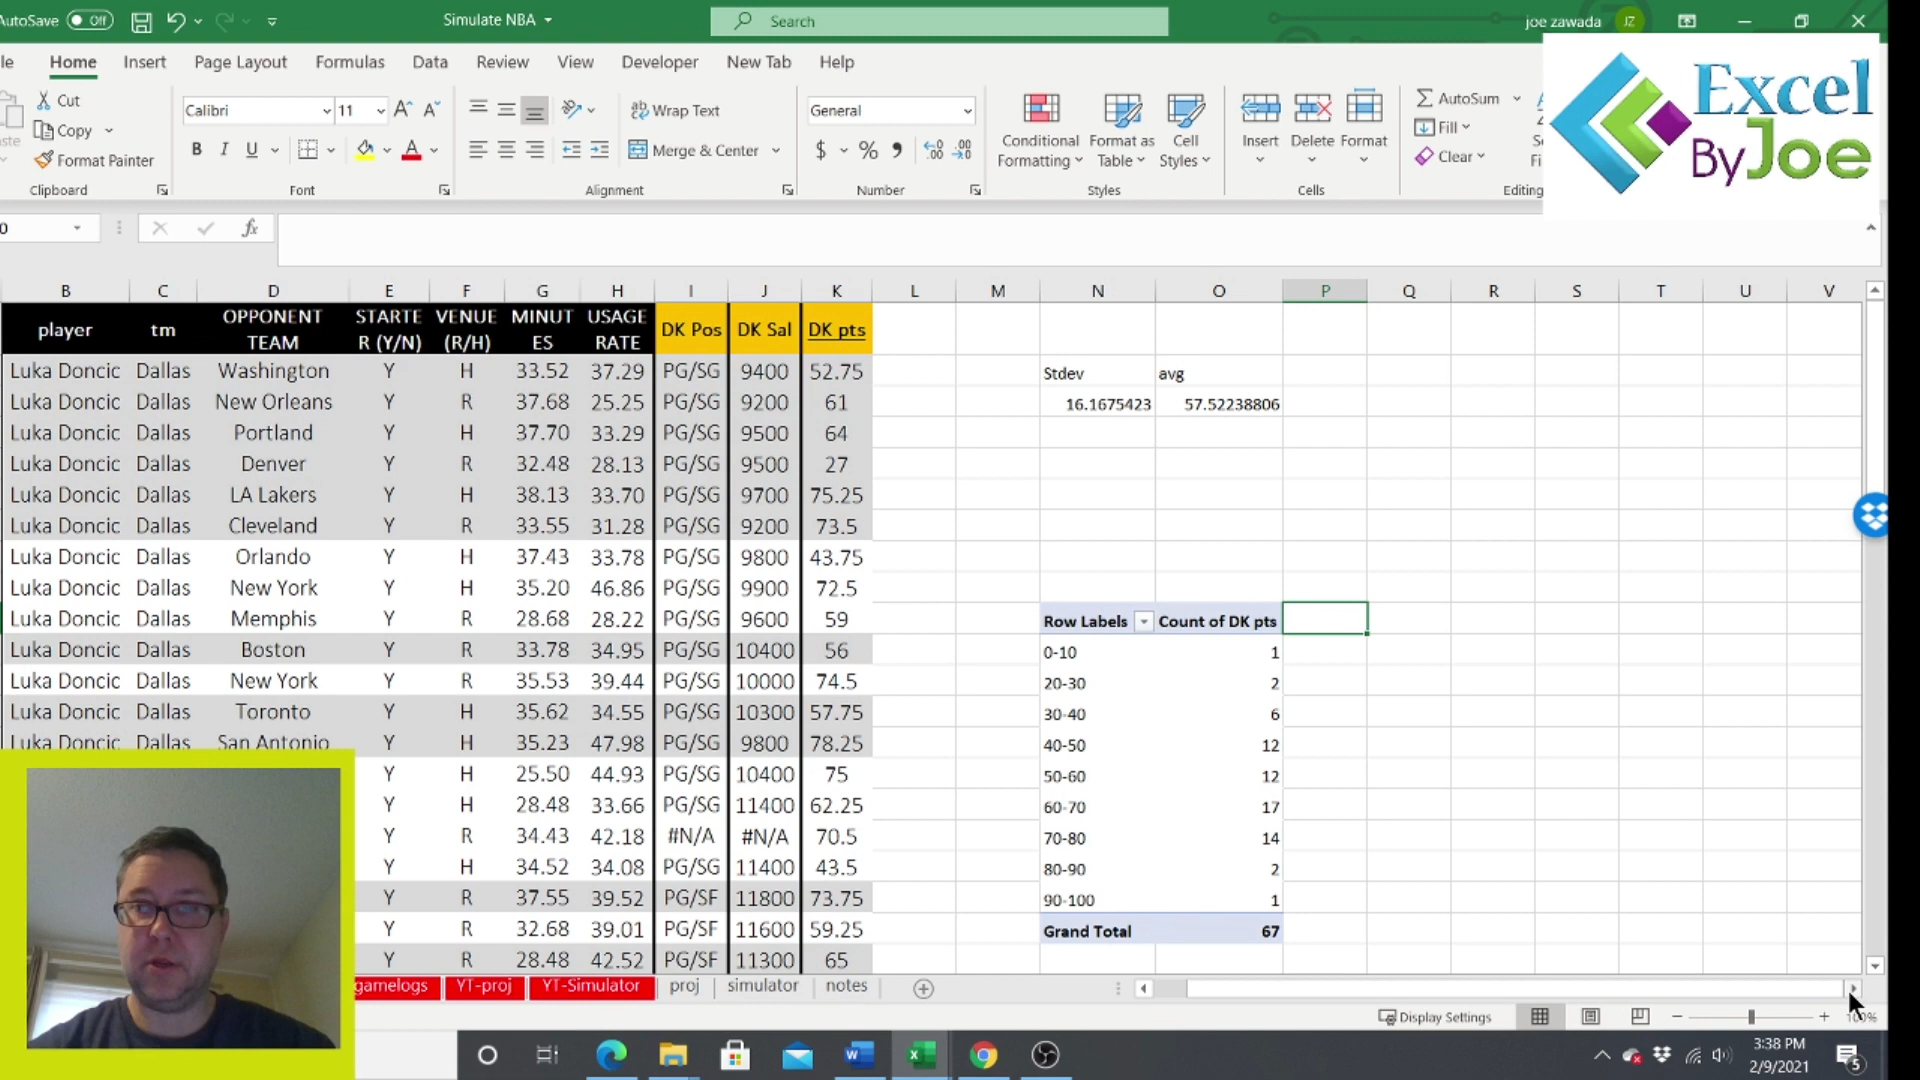 AutoSave Off
Simulate NBA
Search
joe zawada JZ
le Home Insert Page Layout Formulas Data Review View Developer New Tab Help
Excel ByJoe
Cut
Copy
Format Painter
Clipboard
Calibri 11
B I U
Font
Wrap Text
Merge & Center
Alignment
General
$ %
Number
Conditional Formatting
Format as Table
Cell Styles
Styles
Insert
Delete
Format
Cells
AutoSum
Fill
Clear
Editing
0
fx
B C D E F G H I J K L M N O P Q R S T U V
player tm OPPONENT TEAM STARTE R (Y/N) VENUE (R/H) MINUT ES USAGE RATE DK Pos DK Sal DK pts
Luka Doncic Dallas Washington Y H 33.52 37.29 PG/SG 9400 52.75 Stdev avg
Luka Doncic Dallas New Orleans Y R 37.68 25.25 PG/SG 9200 61 16.1675423 57.52238806
Luka Doncic Dallas Portland Y H 37.70 33.29 PG/SG 9500 64
Luka Doncic Dallas Denver Y R 32.48 28.13 PG/SG 9500 27
Luka Doncic Dallas LA Lakers Y H 38.13 33.70 PG/SG 9700 75.25
Luka Doncic Dallas Cleveland Y R 33.55 31.28 PG/SG 9200 73.5
Luka Doncic Dallas Orlando Y H 37.43 33.78 PG/SG 9800 43.75
Luka Doncic Dallas New York Y H 35.20 46.86 PG/SG 9900 72.5
Luka Doncic Dallas Memphis Y R 28.68 28.22 PG/SG 9600 59 Row Labels Count of DK pts
Luka Doncic Dallas Boston Y R 33.78 34.95 PG/SG 10400 56 0-10 1
Luka Doncic Dallas New York Y R 35.53 39.44 PG/SG 10000 74.5 20-30 2
Luka Doncic Dallas Toronto Y H 35.62 34.55 PG/SG 10300 57.75 30-40 6
Luka Doncic Dallas San Antonio Y H 35.23 47.98 PG/SG 9800 78.25 40-50 12
Y H 25.50 44.93 PG/SG 10400 75 50-60 12
Y H 28.48 33.66 PG/SG 11400 62.25 60-70 17
Y R 34.43 42.18 #N/A #N/A 70.5 70-80 14
Y H 34.52 34.08 PG/SG 11400 43.5 80-90 2
Y R 37.55 39.52 PG/SF 11800 73.75 90-100 1
Y R 32.68 39.01 PG/SF 11600 59.25 Grand Total 67
Y R 28.48 42.52 PG/SF 11300 65
gamelogs YT-proj YT-Simulator proj simulator notes
Display Settings 100%
3:38 PM
2/9/2021
5